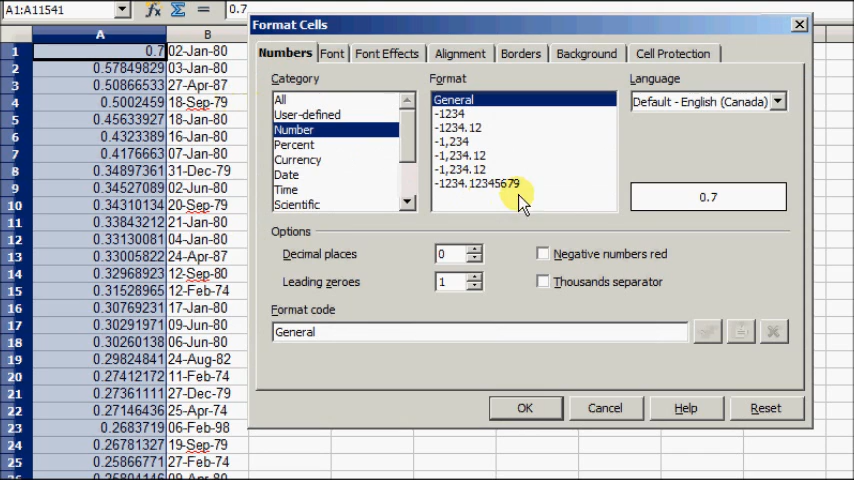 A1:A11541 fx Σ = 0.7
Format Cells
A B
Numbers Font Font Effects Alignment Borders Background Cell Protection
Category Format Language
All
User-defined
Number
Percent
Currency
Date
Time
Scientific
General
-1234
-1234.12
-1,234
-1,234.12
-1,234.12
-1234.12345679
Default - English (Canada)
0.7
Options
Decimal places 0 Negative numbers red
Leading zeroes 1 Thousands separator
Format code
General
OK Cancel Help Reset
1 0.7 02-Jan-80
2 0.57849829 03-Jan-80
3 0.50866533 27-Apr-87
4 0.5002459 18-Sep-79
5 0.45633927 18-Jan-80
6 0.4323389 16-Jan-80
7 0.4176663 07-Jan-80
8 0.34897361 31-Dec-79
9 0.34527089 02-Jun-80
10 0.34310134 20-Sep-79
11 0.33843212 21-Jan-80
12 0.33130081 04-Jan-80
13 0.33005822 24-Apr-87
14 0.32968923 12-Sep-80
15 0.31528965 12-Feb-74
16 0.30769231 17-Jan-80
17 0.30291971 09-Jun-80
18 0.30260138 06-Jun-80
19 0.29824841 24-Aug-82
20 0.27412172 11-Feb-74
21 0.27361111 27-Dec-79
22 0.27146436 25-Apr-74
23 0.2683719 06-Feb-98
24 0.26781327 19-Sep-79
25 0.25866771 27-Feb-74
26 0.25804146 09-Apr-80